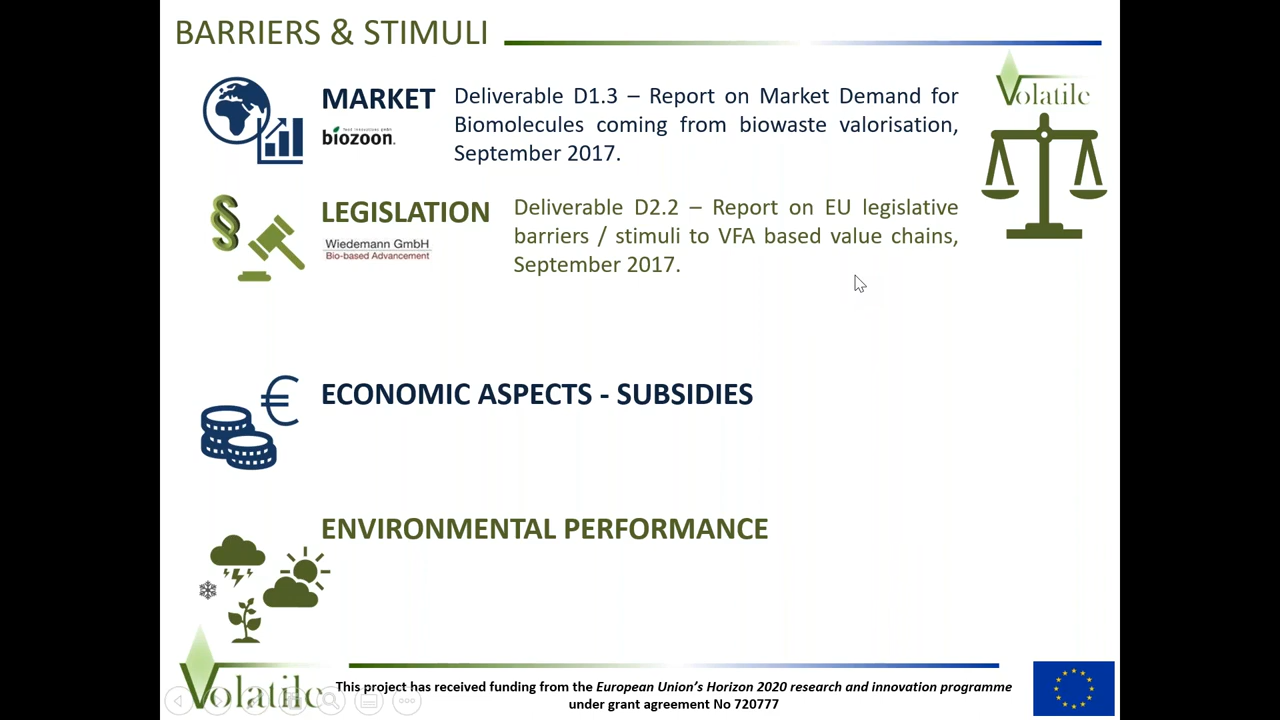 BARRIERS & STIMULI
MARKET
food innovations gmbh
biozoon.
Deliverable D1.3 – Report on Market Demand for
Biomolecules coming from biowaste valorisation,
September 2017.
Volatile
LEGISLATION
Wiedemann GmbH
Bio-based Advancement
Deliverable D2.2 – Report on EU legislative
barriers / stimuli to VFA based value chains,
September 2017.
ECONOMIC ASPECTS - SUBSIDIES
ENVIRONMENTAL PERFORMANCE
Volatile
This project has received funding from the European Union’s Horizon 2020 research and innovation programme
under grant agreement No 720777